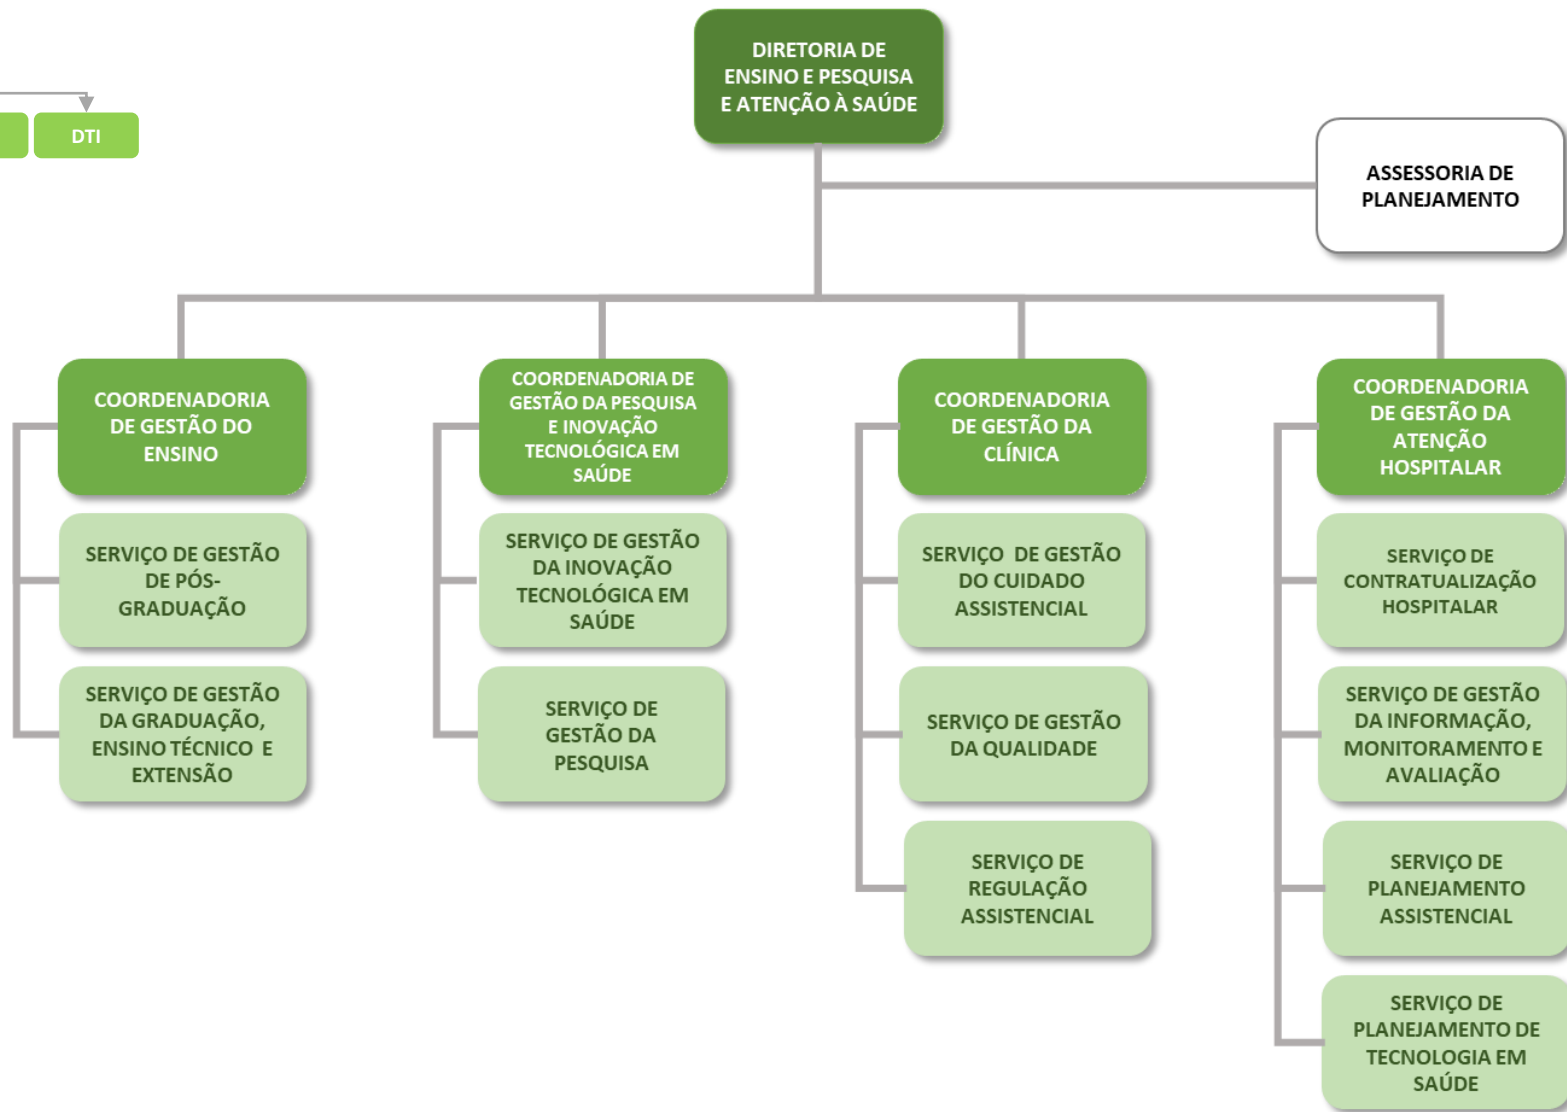 DIRETORIA DE
ENSINO E PESQUISA
E ATENÇÃO À SAÚDE
DTI
ASSESSORIA DE
PLANEJAMENTO
COORDENADORIA
DE GESTÃO DO
ENSINO
SERVIÇO DE GESTÃO
DE PÓS-
GRADUAÇÃO
SERVIÇO DE GESTÃO
DA GRADUAÇÃO,
ENSINO TÉCNICO E
EXTENSÃO
COORDENADORIA DE
GESTÃO DA PESQUISA
E INOVAÇÃO
TECNOLÓGICA EM
SAÚDE
SERVIÇO DE GESTÃO
DA INOVAÇÃO
TECNOLÓGICA EM
SAÚDE
SERVIÇO DE
GESTÃO DA
PESQUISA
COORDENADORIA
DE GESTÃO DA
CLÍNICA
SERVIÇO DE GESTÃO
DO CUIDADO
ASSISTENCIAL
SERVIÇO DE GESTÃO
DA QUALIDADE
SERVIÇO DE
REGULAÇÃO
ASSISTENCIAL
COORDENADORIA
DE GESTÃO DA
ATENÇÃO
HOSPITALAR
SERVIÇO DE
CONTRATUALIZAÇÃO
HOSPITALAR
SERVIÇO DE GESTÃO
DA INFORMAÇÃO,
MONITORAMENTO E
AVALIAÇÃO
SERVIÇO DE
PLANEJAMENTO
ASSISTENCIAL
SERVIÇO DE
PLANEJAMENTO DE
TECNOLOGIA EM
SAÚDE